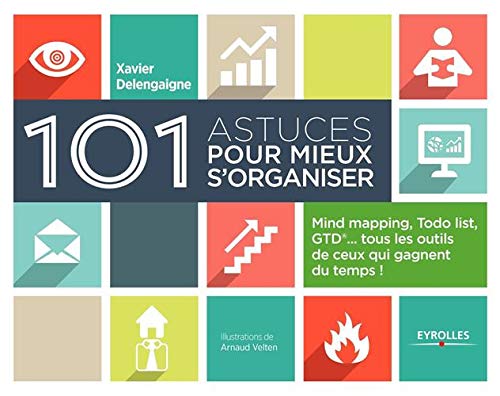 Xavier
Delengaigne
101 ASTUCES
POUR MIEUX
S'ORGANISER
Mind mapping, Todo list,
GTD®... tous les outils
de ceux qui gagnent
du temps !
Illustrations de
Arnaud Velten
EYROLLES